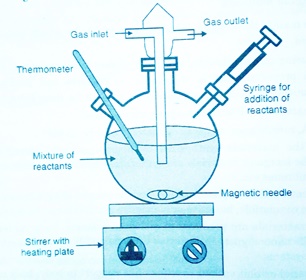 Gas inlet
Gas outlet
Thermometer
Syringe for
addition of
reactants
Mixture of
reactants
Magnetic needle
Stirrer with
heating plate